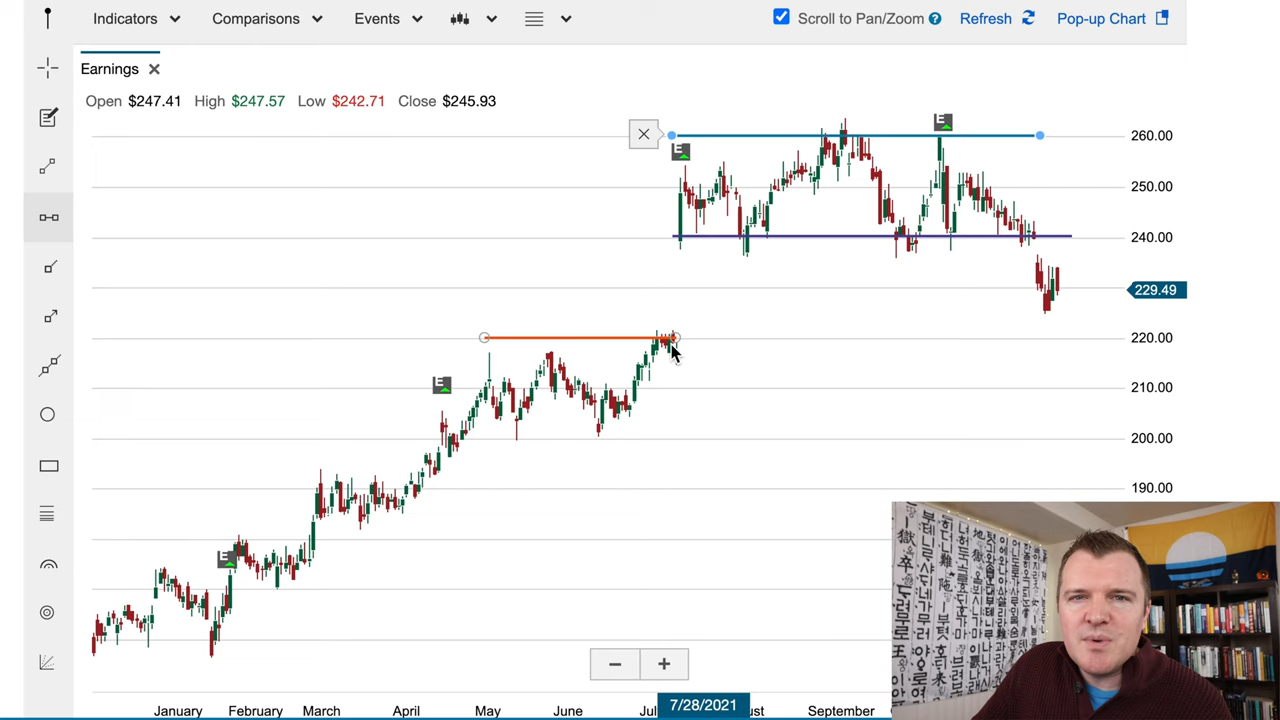 Indicators Comparisons Events Scroll to Pan/Zoom ? Refresh Pop-up Chart
Earnings
Open $247.41 High $247.57 Low $242.71 Close $245.93
260.00
250.00
240.00
229.49
220.00
210.00
200.00
190.00
E
E
E
E
January February March April May June Jul 7/28/2021 ust September